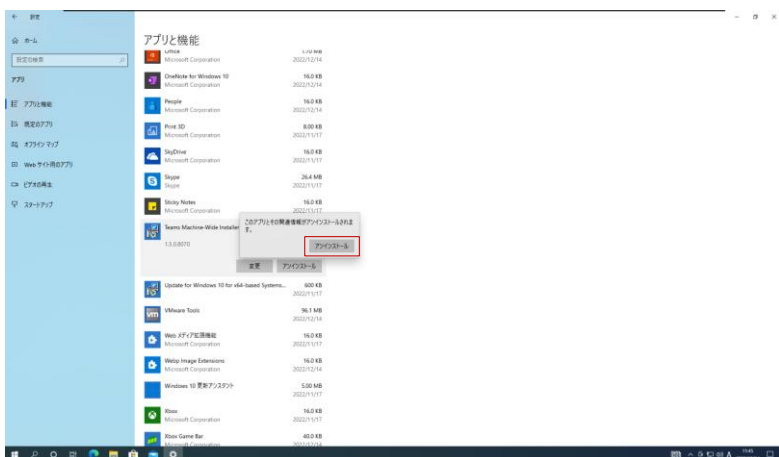 設定
ホーム
設定の検索
アプリ
アプリと機能
既定のアプリ
オフライン マップ
Web サイト用のアプリ
ビデオの再生
スタートアップ
アプリと機能
Office
Microsoft Corporation
2022/12/14
OneNote for Windows 10
16.0 KB
Microsoft Corporation
2022/12/14
People
16.0 KB
Microsoft Corporation
2022/12/14
Print 3D
8.00 KB
Microsoft Corporation
2022/11/17
SkyDrive
16.0 KB
Microsoft Corporation
2022/11/17
Skype
26.4 MB
Skype
2022/11/17
Sticky Notes
16.0 KB
Microsoft Corporation
2022/11/17
Teams Machine-Wide Installer
このアプリとその関連情報がアンインストールされま
す。
アンインストール
変更
アンインストール
Update for Windows 10 for x64-based Systems...
600 KB
2022/11/17
VMware Tools
96.1 MB
2022/12/14
Web メディア拡張機能
16.0 KB
Microsoft Corporation
2022/11/17
Webp Image Extensions
16.0 KB
Microsoft Corporation
2022/12/14
Windows 10 更新アシスタント
5.00 MB
2022/11/17
Xbox
16.0 KB
Microsoft Corporation
2022/11/17
Xbox Game Bar
40.0 KB
Microsoft Corporation
2022/12/14